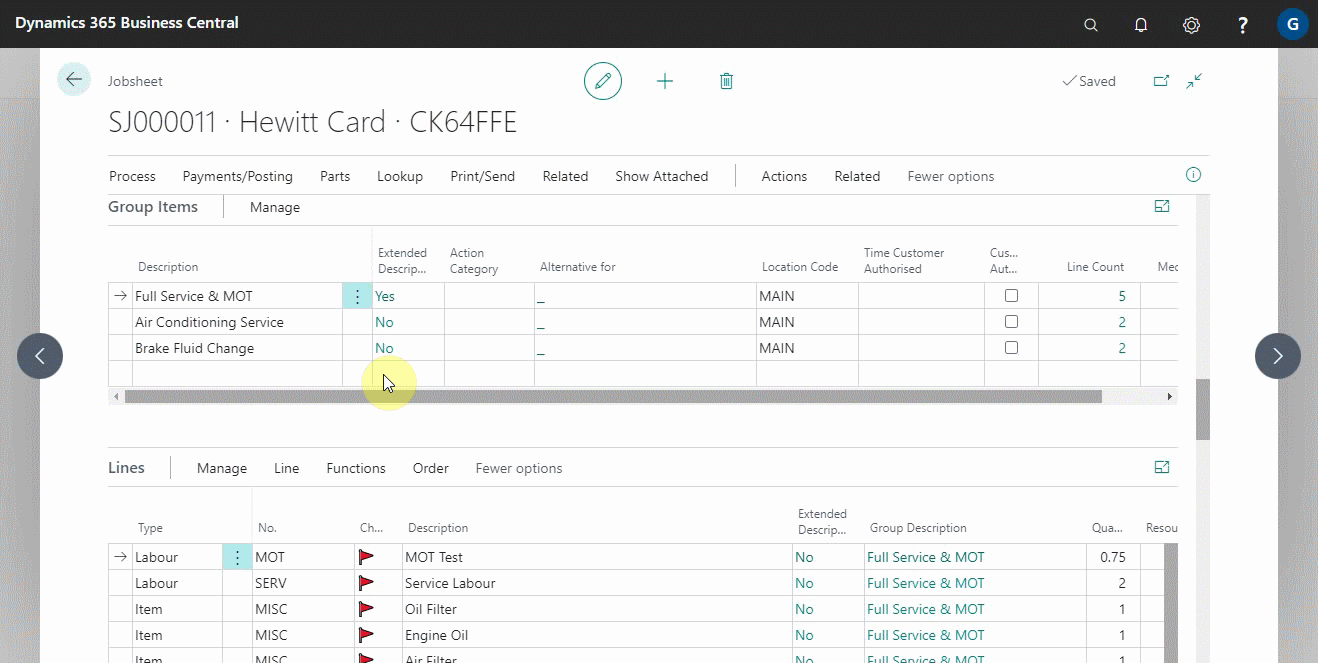 Dynamics 365 Business Central
? G
Jobsheet
Saved
SJ000011 · Hewitt Card · CK64FFE
Process Payments/Posting Parts Lookup Print/Send Related Show Attached Actions Related Fewer options
Group Items Manage
Description Extended Descrip... Action Category Alternative for Location Code Time Customer Authorised Cus... Aut... Line Count Mec
Full Service & MOT Yes _ MAIN 5
Air Conditioning Service No _ MAIN 2
Brake Fluid Change No _ MAIN 2
Lines Manage Line Functions Order Fewer options
Type No. Ch... Description Extended Descrip... Group Description Qua... Resou
Labour MOT MOT Test No Full Service & MOT 0.75
Labour SERV Service Labour No Full Service & MOT 2
Item MISC Oil Filter No Full Service & MOT 1
Item MISC Engine Oil No Full Service & MOT 1
Item MISC Air Filter No Full Service & MOT 1